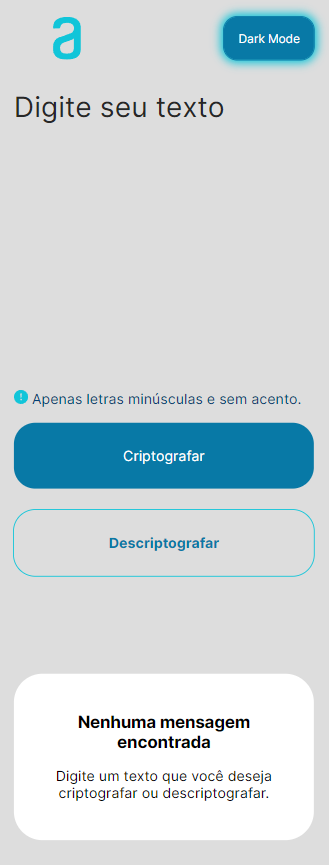 a
Dark Mode
Digite seu texto
Apenas letras minúsculas e sem acento.
Criptografar
Descriptografar
Nenhuma mensagem
encontrada
Digite um texto que você deseja
criptografar ou descriptografar.